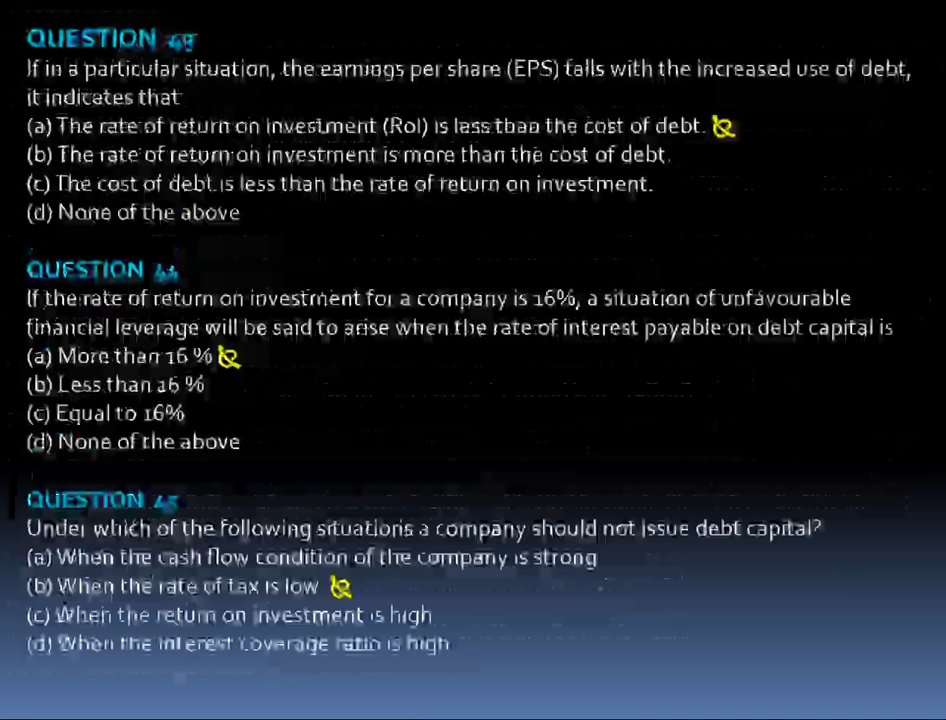 QUESTION 43
If in a particular situation, the earnings per share (EPS) falls with the increased use of debt,
it indicates that
(a) The rate of return on investment (RoI) is less than the cost of debt.
(b) The rate of return on investment is more than the cost of debt.
(c) The cost of debt is less than the rate of return on investment.
(d) None of the above
QUESTION 44
If the rate of return on investment for a company is 16%, a situation of unfavourable
financial leverage will be said to arise when the rate of interest payable on debt capital is
(a) More than 16 %
(b) Less than 16 %
(c) Equal to 16%
(d) None of the above
QUESTION 45
Under which of the following situations a company should not issue debt capital?
(a) When the cash flow condition of the company is strong
(b) When the rate of tax is low
(c) When the return on investment is high
(d) When the Interest Coverage ratio is high